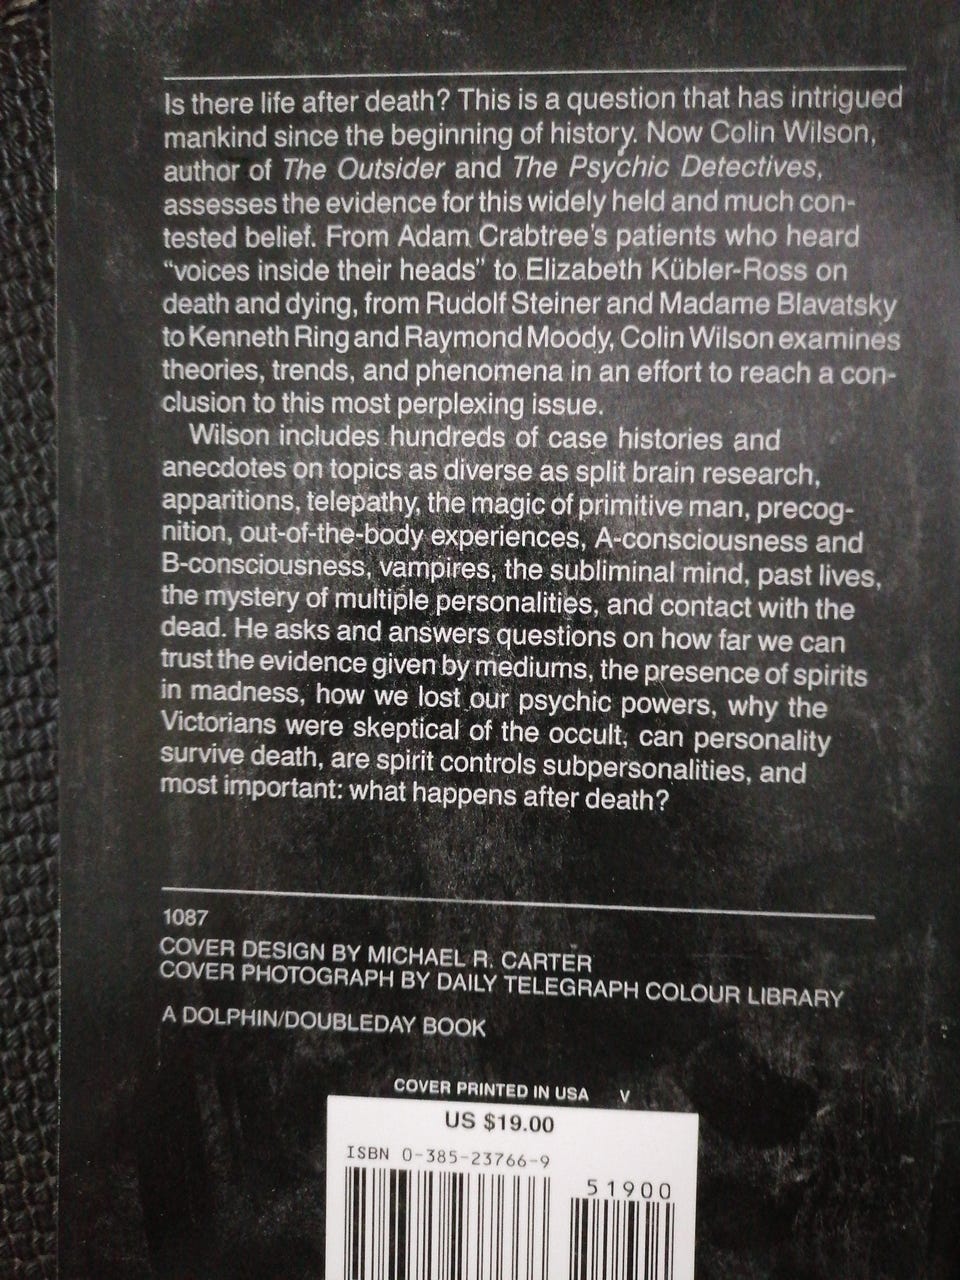 Is there life after death? This is a question that has intrigued
mankind since the beginning of history. Now Colin Wilson,
author of The Outsider and The Psychic Detectives,
assesses the evidence for this widely held and much con-
tested belief. From Adam Crabtree's patients who heard
"voices inside their heads" to Elizabeth Kübler-Ross on
death and dying, from Rudolf Steiner and Madame Blavatsky
to Kenneth Ring and Raymond Moody, Colin Wilson examines
theories, trends, and phenomena in an effort to reach a con-
clusion to this most perplexing issue.
Wilson includes hundreds of case histories and
anecdotes on topics as diverse as split brain research,
apparitions, telepathy, the magic of primitive man, precog-
nition, out-of-the-body experiences, A-consciousness and
B-consciousness, vampires, the subliminal mind, past lives,
the mystery of multiple personalities, and contact with the
dead. He asks and answers questions on how far we can
trust the evidence given by mediums, the presence of spirits
in madness, how we lost our psychic powers, why the
Victorians were skeptical of the occult, can personality
survive death, are spirit controls subpersonalities, and
most important: what happens after death?
1087
COVER DESIGN BY MICHAEL R. CARTER
COVER PHOTOGRAPH BY DAILY TELEGRAPH COLOUR LIBRARY
A DOLPHIN/DOUBLEDAY BOOK
COVER PRINTED IN USA V
US $19.00
ISBN 0-385-23766-9
51900